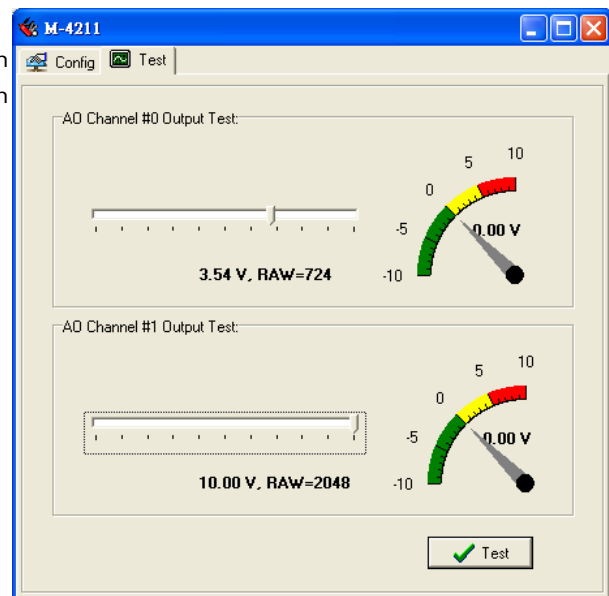 M-4211
n
Config Test
n
AO Channel #0 Output Test:
10
5
0
-5
0.00 V
-10
3.54 V, RAW=724
AO Channel #1 Output Test:
10
5
0
-5
0.00 V
-10
10.00 V, RAW=2048
Test